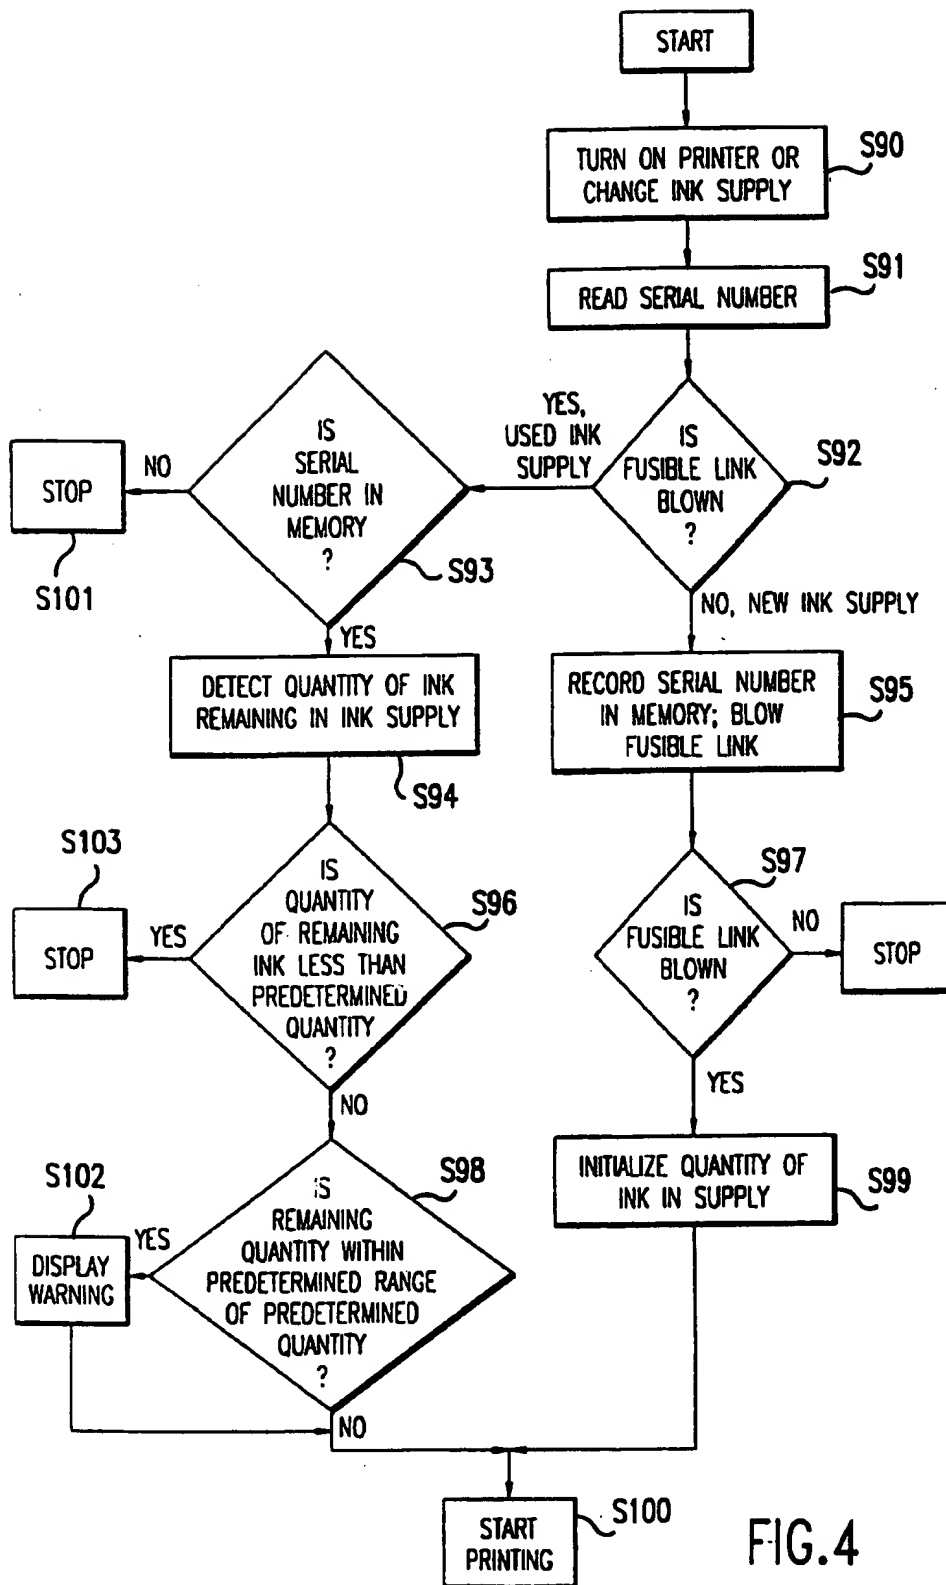 START
TURN ON PRINTER OR
CHANGE INK SUPPLY
S90
READ SERIAL NUMBER
S91
IS
FUSIBLE LINK
BLOWN
?
S92
YES,
USED INK
SUPPLY
IS
SERIAL
NUMBER IN
MEMORY
?
S93
NO
STOP
S101
YES
DETECT QUANTITY OF INK
REMAINING IN INK SUPPLY
S94
NO, NEW INK SUPPLY
RECORD SERIAL NUMBER
IN MEMORY; BLOW
FUSIBLE LINK
S95
IS
QUANTITY
OF REMAINING
INK LESS THAN
PREDETERMINED
QUANTITY
?
S96
YES
STOP
S103
IS
FUSIBLE LINK
BLOWN
?
S97
NO
STOP
NO
YES
IS
REMAINING
QUANTITY WITHIN
PREDETERMINED RANGE
OF PREDETERMINED
QUANTITY
?
S98
YES
DISPLAY
WARNING
S102
INITIALIZE QUANTITY OF
INK IN SUPPLY
S99
NO
START
PRINTING
S100
FIG.4